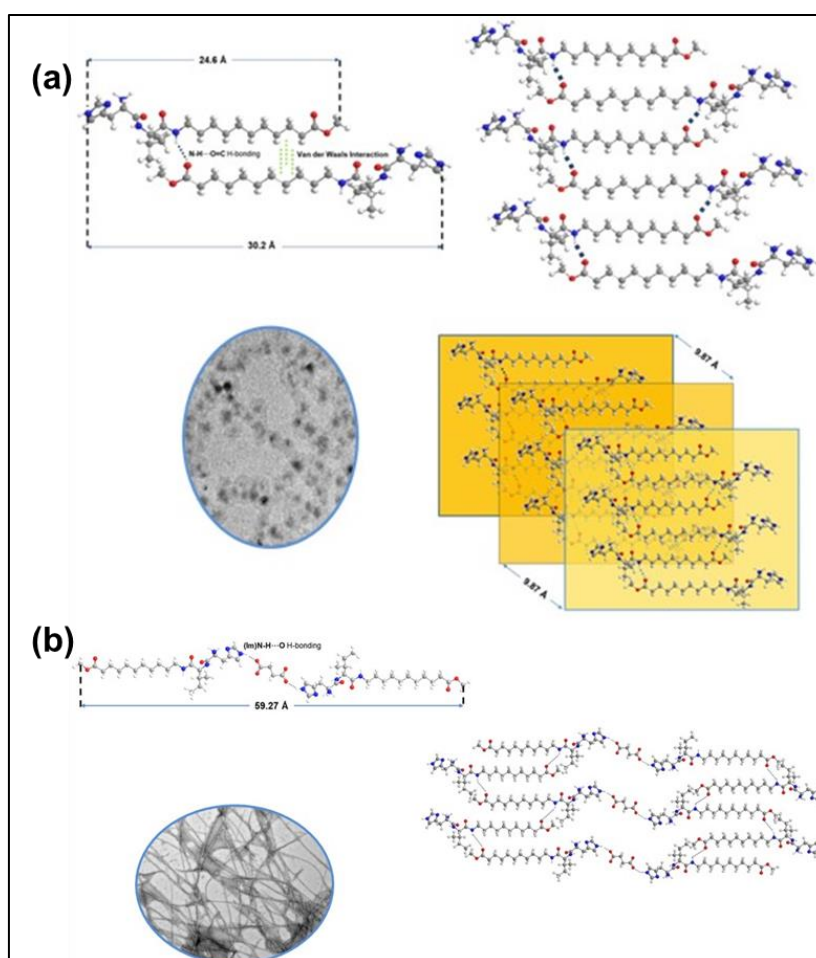 (a)
24.6 Å
N-H···O=C H-bonding
Van der Waals Interaction
30.2 Å
9.87 Å
9.87 Å
(b)
(Im)N-H···O H-bonding
59.27 Å